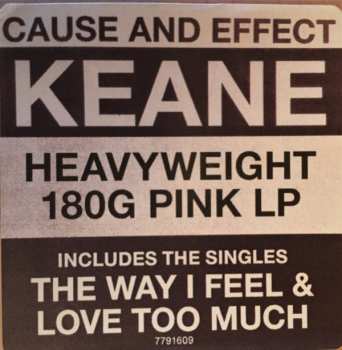 CAUSE AND EFFECT
KEANE
HEAVYWEIGHT
180G PINK LP
INCLUDES THE SINGLES
THE WAY I FEEL &
LOVE TOO MUCH
7791609